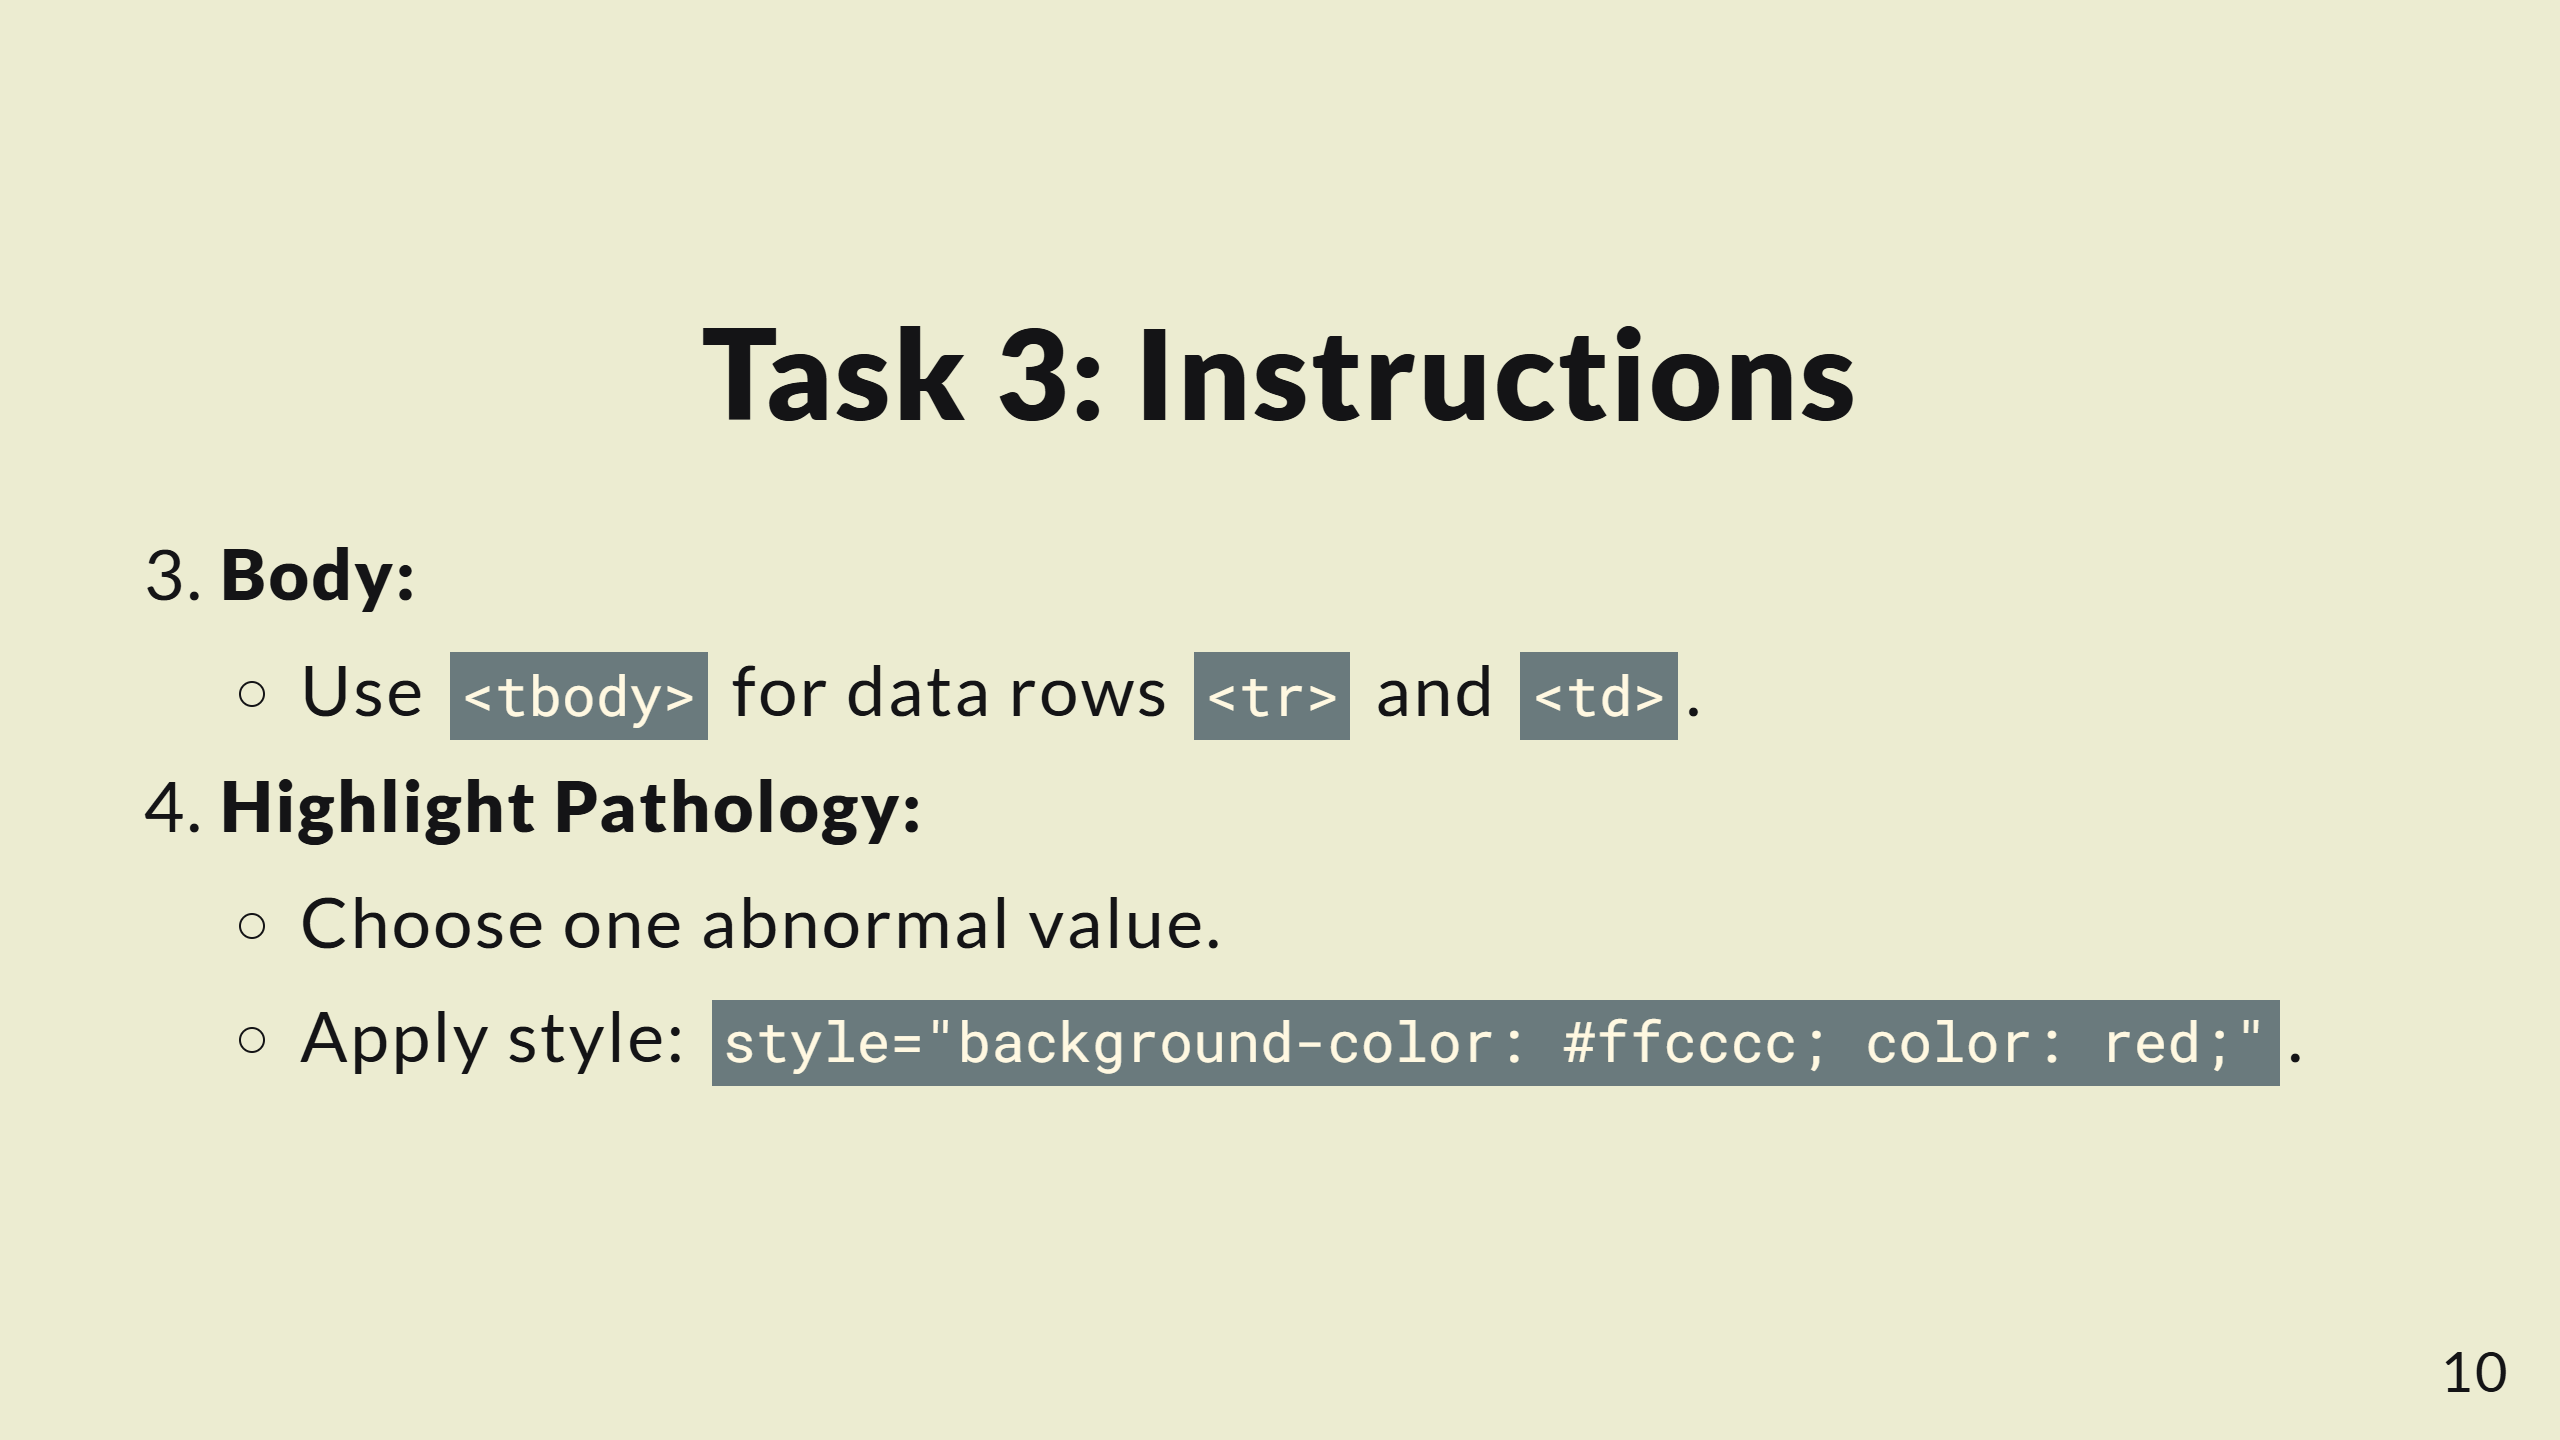 Task 3: Instructions
3. Body:
○ Use <tbody> for data rows <tr> and <td>.
4. Highlight Pathology:
○ Choose one abnormal value.
○ Apply style: style="background-color: #ffcccc; color: red;".
10